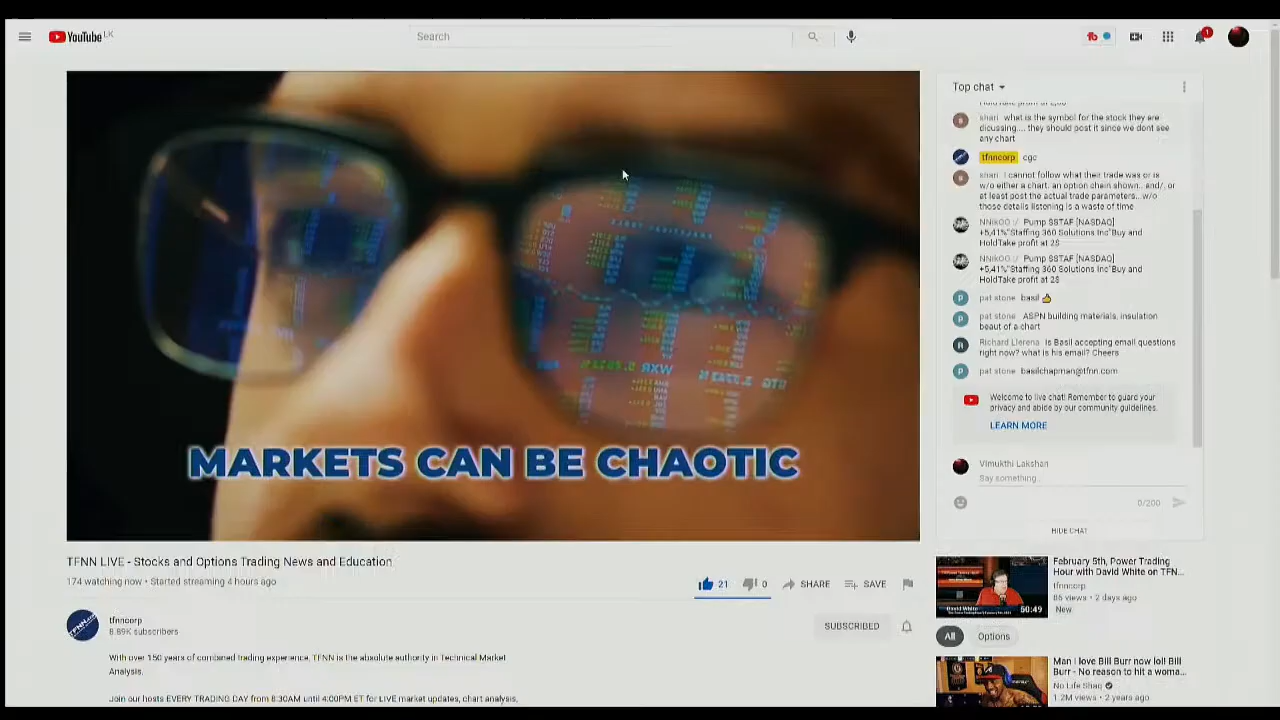 YouTube LK
Search
1
Top chat
shari what is the symbol for the stock they are
dicussing.... they should post it since we dont see
any chart
tfnncorp cgc
shari I cannot follow what their trade was or is
w/o either a chart, an option chain shown.. and/, or
at least post the actual trade parameters...w/o
those details listening is a waste of time
Pump $STAF [NASDAQ]
+5,41%"Staffing 360 Solutions Inc"Buy and
HoldTake profit at 2$
Pump $STAF [NASDAQ]
+5,41%"Staffing 360 Solutions Inc"Buy and
HoldTake profit at 2$
pat stone basil 👍
pat stone ASPN building materials, insulation
beaut of a chart
Richard Llerena Is Basil accepting email questions
right now? what is his email? Cheers
pat stone basilchapman@tfnn.com
Welcome to live chat! Remember to guard your
privacy and abide by our community guidelines.
LEARN MORE
Vimukthi Lakshan
Say something...
0/200
HIDE CHAT
MARKETS CAN BE CHAOTIC
TFNN LIVE - Stocks and Options Trading News and Education
174 watching now • Started streaming 4 hours ago
21 0 SHARE SAVE
tfnncorp
8.89K subscribers
SUBSCRIBED
With over 150 years of combined trading experience, TFNN is the absolute authority in Technical Market
Analysis.
Join our hosts EVERY TRADING DAY from 8:30AM until 4:00PM ET for LIVE market updates, chart analysis,
February 5th, Power Trading
Hour with David White on TFN...
tfnncorp
86 views • 2 days ago
New
David White
50:49
All Options
Man I love Bill Burr now lol! Bill
Burr - No reason to hit a woma...
No Life Shaq
1.2M views • 2 years ago